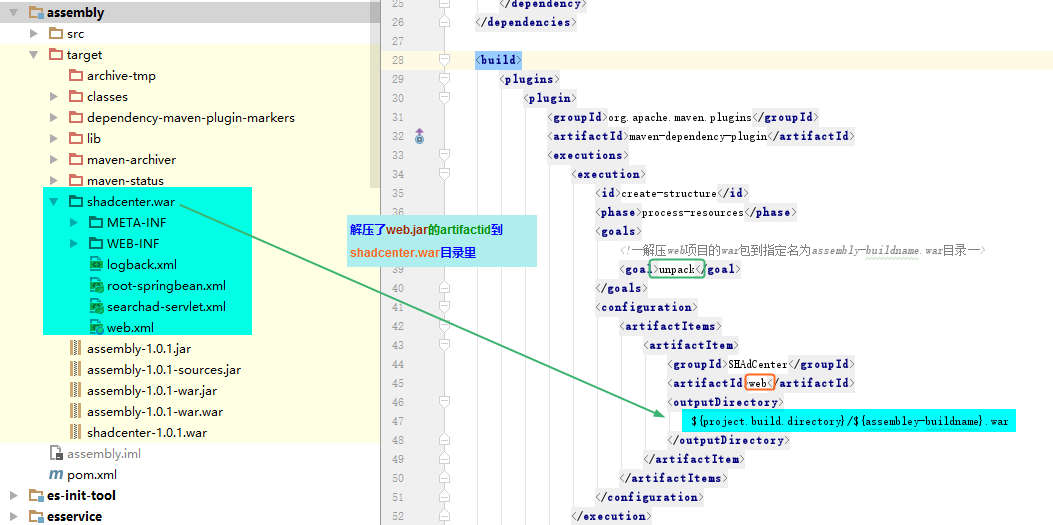 assembly
src
target
archive-tmp
classes
dependency-maven-plugin-markers
lib
maven-archiver
maven-status
shadcenter.war
META-INF
WEB-INF
logback.xml
root-springbean.xml
searchad-servlet.xml
web.xml
assembly-1.0.1.jar
assembly-1.0.1-sources.jar
assembly-1.0.1-war.jar
assembly-1.0.1-war.war
shadcenter-1.0.1.war
assembly.iml
pom.xml
es-init-tool
esservice
解压了web.jar的artifactid到
shadcenter.war目录里
25 </dependency>
26 </dependencies>
27
28 <build>
29 <plugins>
30 <plugin>
31 <groupId>org.apache.maven.plugins</groupId>
32 <artifactId>maven-dependency-plugin</artifactId>
33 <executions>
34 <execution>
35 <id>create-structure</id>
36 <phase>process-resources</phase>
<goals>
<!--解压web项目的war包到指定名为assembly-buildname.war目录-->
39 <goal>unpack</goal>
40 </goals>
41 <configuration>
42 <artifactItems>
43 <artifactItem>
44 <groupId>SHAdCenter</groupId>
45 <artifactId>web</artifactId>
46 <outputDirectory>
47 ${project.build.directory}/${assembley-buildname}.war
48 </outputDirectory>
49 </artifactItem>
50 </artifactItems>
51 </configuration>
52 </execution>